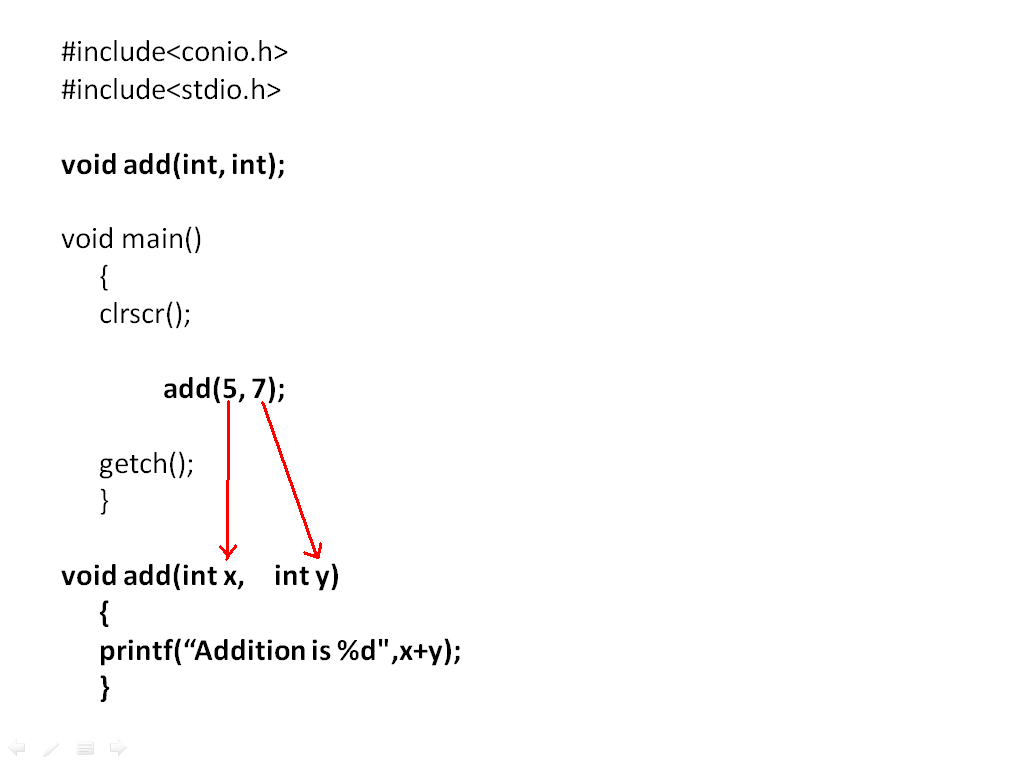 #include<conio.h>
#include<stdio.h>
void add(int, int);
void main()
{
clrscr();
add(5, 7);
getch();
}
void add(int x, int y)
{
printf(“Addition is %d",x+y);
}